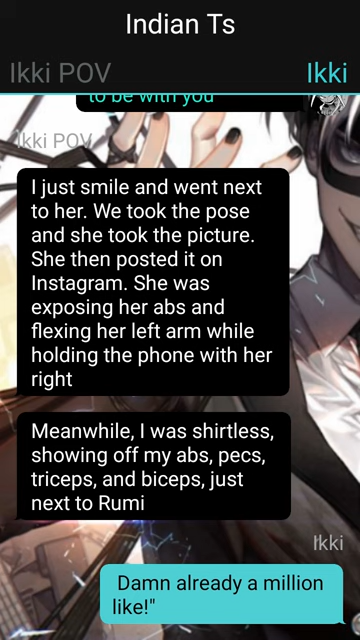 Indian Ts
Ikki POV
Ikki
to be with you
Ikki POV
I just smile and went next
to her. We took the pose
and she took the picture.
She then posted it on
Instagram. She was
exposing her abs and
flexing her left arm while
holding the phone with her
right
Meanwhile, I was shirtless,
showing off my abs, pecs,
triceps, and biceps, just
next to Rumi
Ikki
Damn already a million
like!"